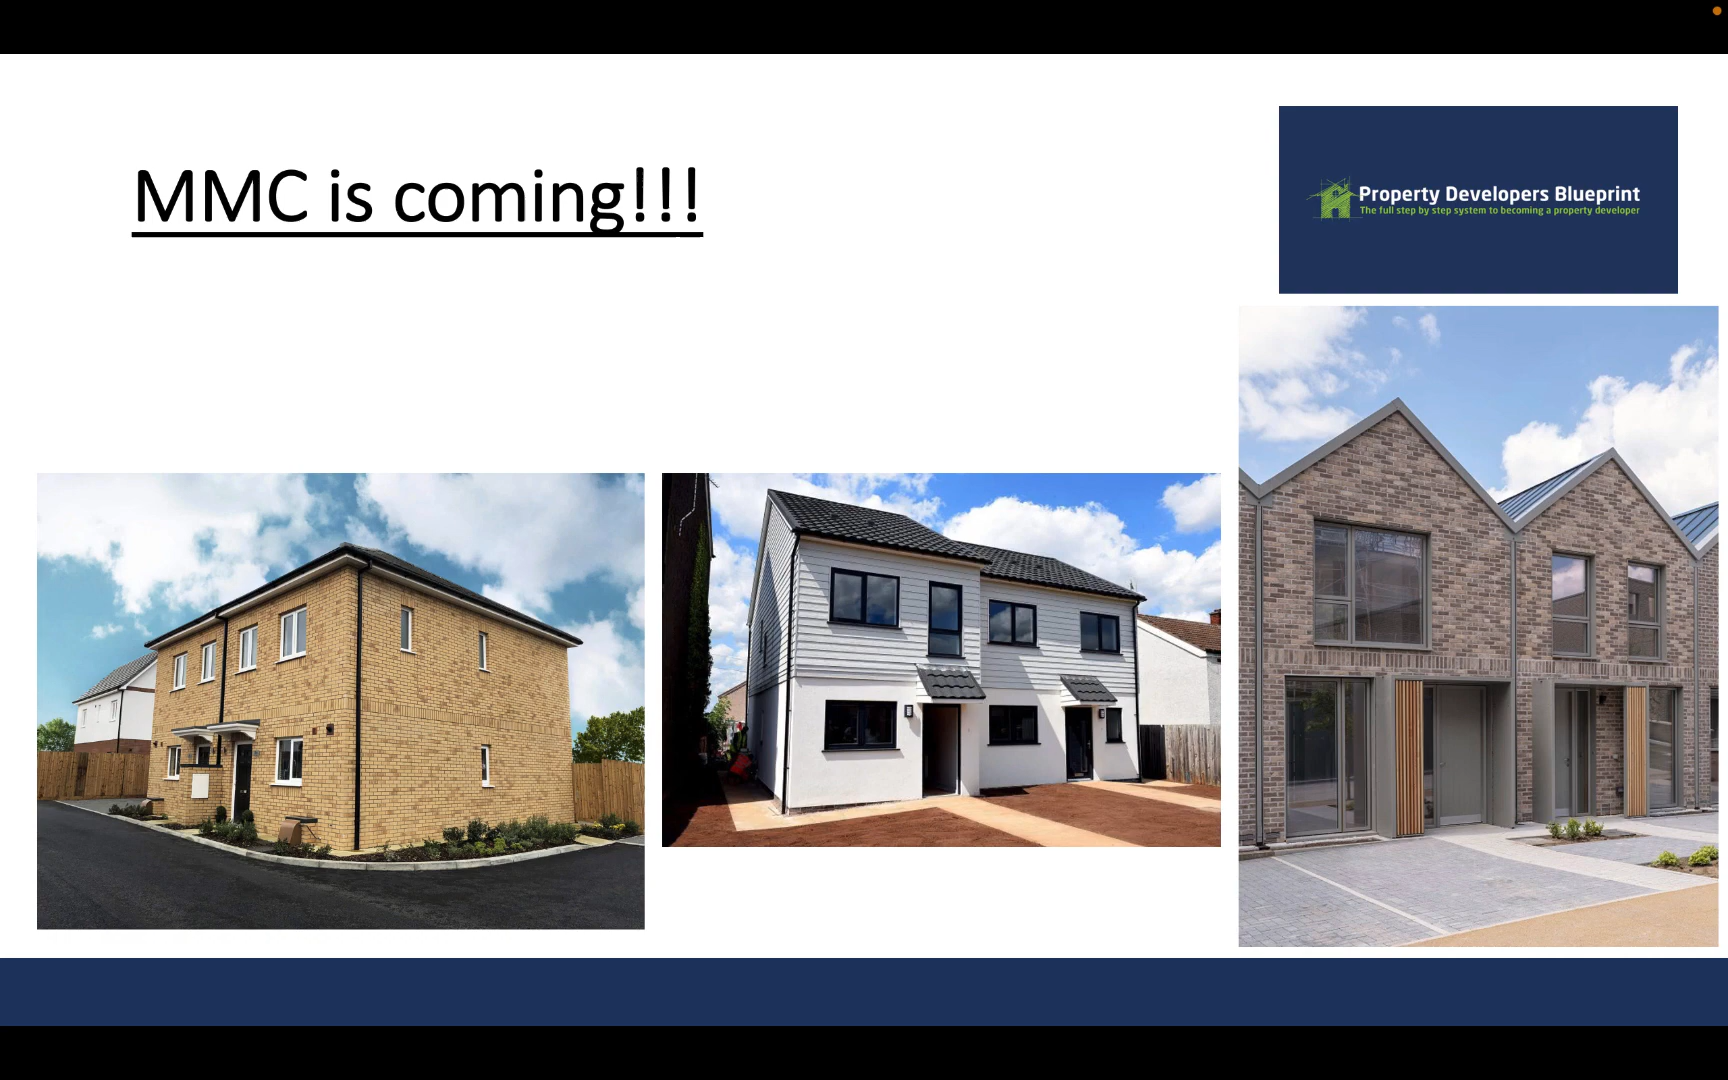 MMC is coming!!!
Property Developers Blueprint
The full step by step system to becoming a property developer